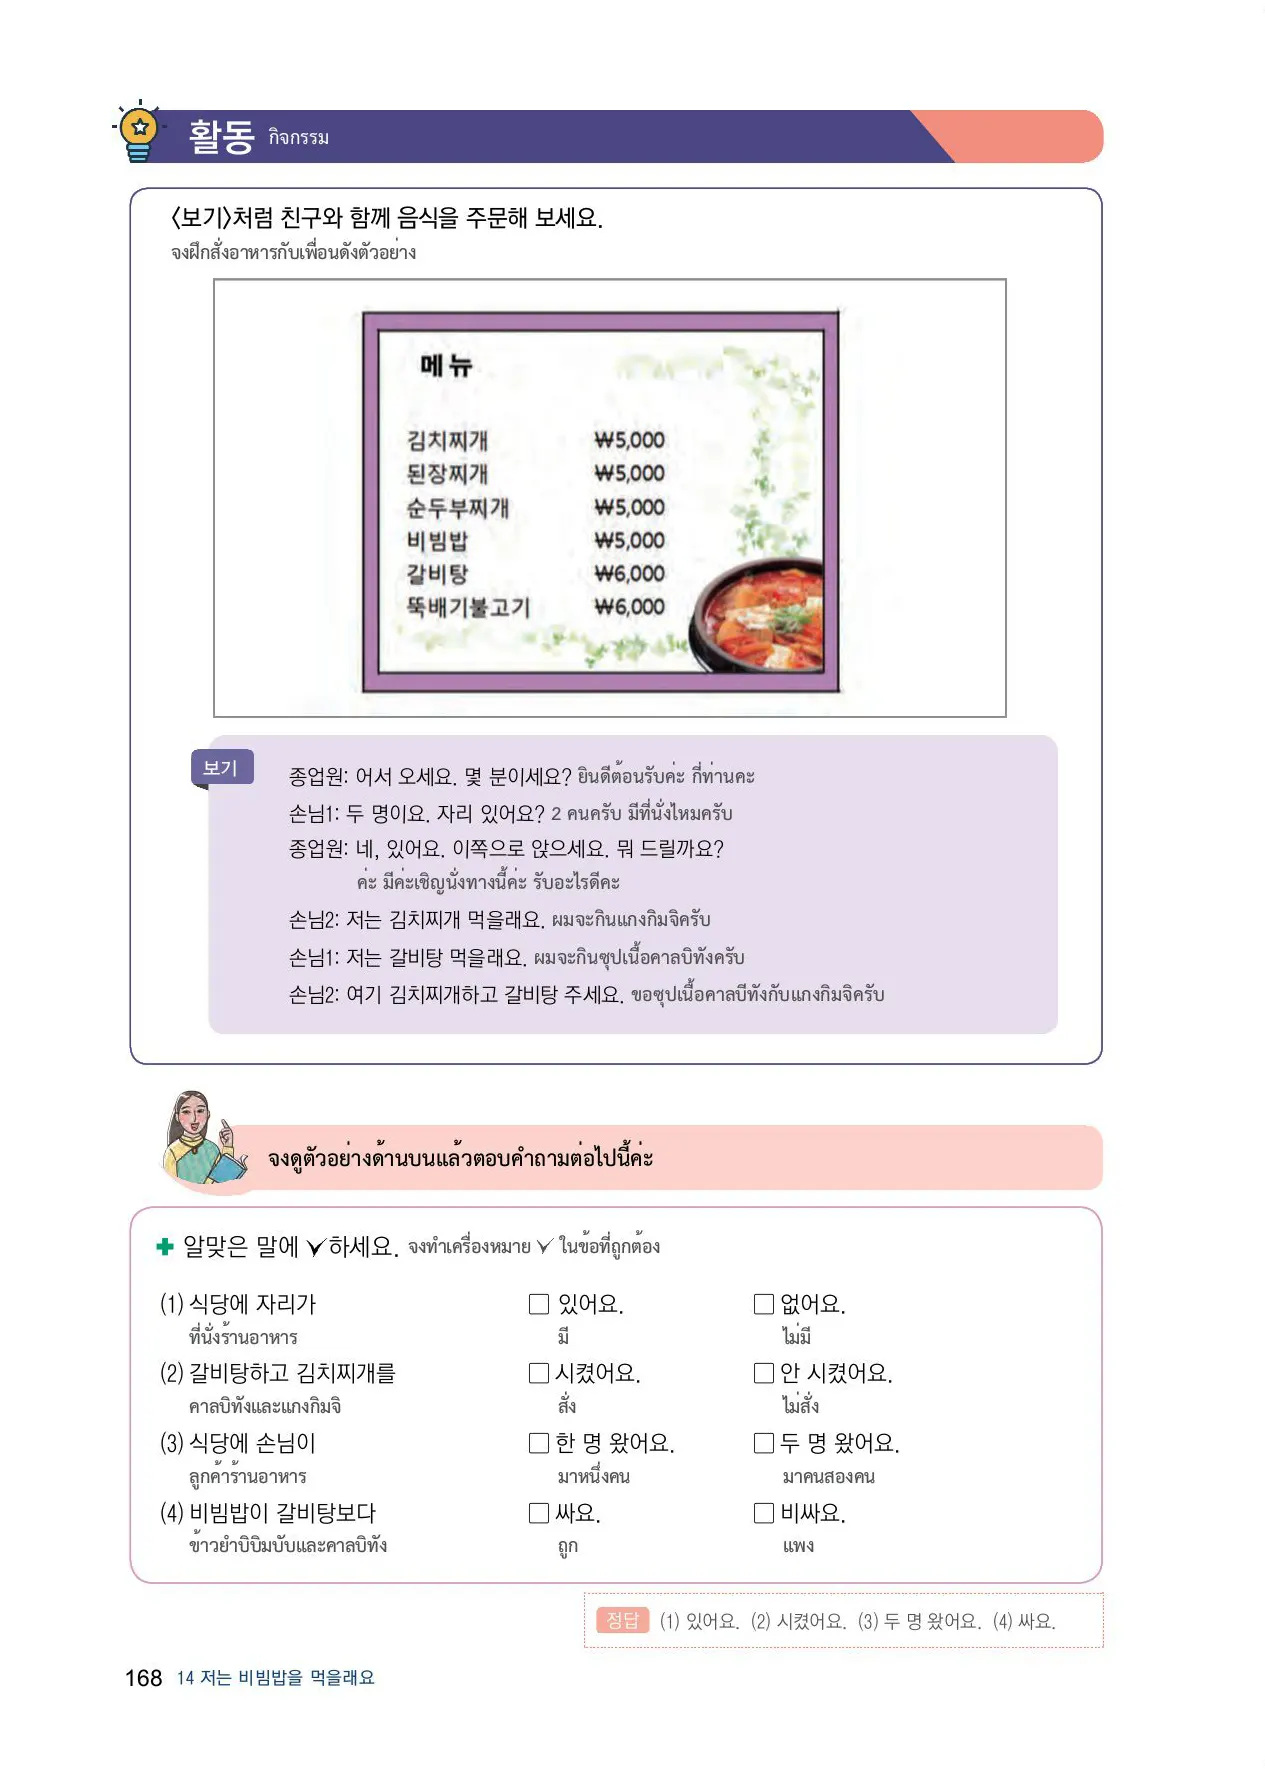 활동 กิจกรรม
〈보기〉처럼 친구와 함께 음식을 주문해 보세요.
จงฝึกสั่งอาหารกับเพื่อนดังตัวอย่าง
메뉴
김치찌개 ₩5,000
된장찌개 ₩5,000
순두부찌개 ₩5,000
비빔밥 ₩5,000
갈비탕 ₩6,000
뚝배기불고기 ₩6,000
보기
종업원: 어서 오세요. 몇 분이세요? ยินดีต้อนรับค่ะ กี่ท่านคะ
손님1: 두 명이요. 자리 있어요? 2 คนครับ มีที่นั่งไหมครับ
종업원: 네, 있어요. 이쪽으로 앉으세요. 뭐 드릴까요?
ค่ะ มีค่ะเชิญนั่งทางนี้ค่ะ รับอะไรดีคะ
손님2: 저는 김치찌개 먹을래요. ผมจะกินแกงกิมจิครับ
손님1: 저는 갈비탕 먹을래요. ผมจะกินซุปเนื้อคาลบิทังครับ
손님2: 여기 김치찌개하고 갈비탕 주세요. ขอซุปเนื้อคาลบีทังกับแกงกิมจิครับ
จงดูตัวอย่างด้านบนแล้วตอบคำถามต่อไปนี้ค่ะ
알맞은 말에 ✓하세요. จงทำเครื่องหมาย ✓ ในข้อที่ถูกต้อง
(1) 식당에 자리가 □ 있어요. □ 없어요.
ที่นั่งร้านอาหาร มี ไม่มี
(2) 갈비탕하고 김치찌개를 □ 시켰어요. □ 안 시켰어요.
คาลบิทังและแกงกิมจิ สั่ง ไม่สั่ง
(3) 식당에 손님이 □ 한 명 왔어요. □ 두 명 왔어요.
ลูกค้าร้านอาหาร มาหนึ่งคน มาคนสองคน
(4) 비빔밥이 갈비탕보다 □ 싸요. □ 비싸요.
ข้าวยำบิบิมบับและคาลบิทัง ถูก แพง
정답 (1) 있어요. (2) 시켰어요. (3) 두 명 왔어요. (4) 싸요.
168 14 저는 비빔밥을 먹을래요